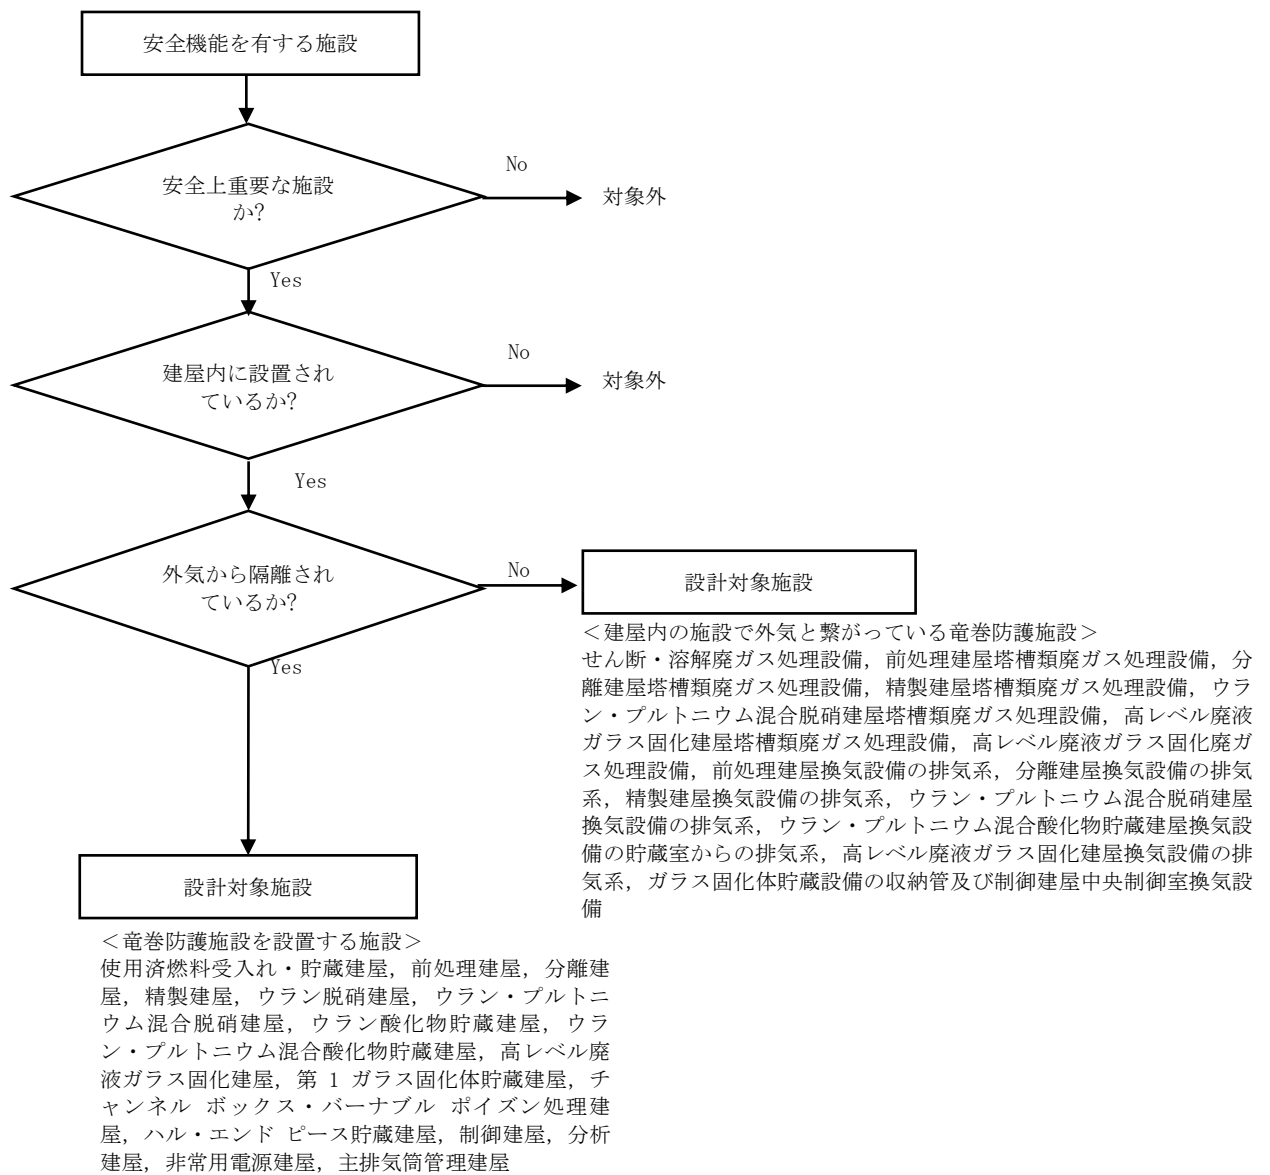 安全機能を有する施設
安全上重要な施設
か?
No
対象外
Yes
建屋内に設置され
ているか?
No
対象外
Yes
外気から隔離され
ているか?
No
設計対象施設
<建屋内の施設で外気と繋がっている竜巻防護施設>
せん断・溶解廃ガス処理設備，前処理建屋塔槽類廃ガス処理設備，分
離建屋塔槽類廃ガス処理設備，精製建屋塔槽類廃ガス処理設備，ウラ
ン・プルトニウム混合脱硝建屋塔槽類廃ガス処理設備，高レベル廃液
ガラス固化建屋塔槽類廃ガス処理設備，高レベル廃液ガラス固化廃ガ
ス処理設備，前処理建屋換気設備の排気系，分離建屋換気設備の排気
系，精製建屋換気設備の排気系，ウラン・プルトニウム混合脱硝建屋
換気設備の排気系，ウラン・プルトニウム混合酸化物貯蔵建屋換気設
備の貯蔵室からの排気系，高レベル廃液ガラス固化建屋換気設備の排
気系，ガラス固化体貯蔵設備の収納管及び制御建屋中央制御室換気設
備
Yes
設計対象施設
<竜巻防護施設を設置する施設>
使用済燃料受入れ・貯蔵建屋，前処理建屋，分離建
屋，精製建屋，ウラン脱硝建屋，ウラン・プルトニ
ウム混合脱硝建屋，ウラン酸化物貯蔵建屋，ウラ
ン・プルトニウム混合酸化物貯蔵建屋，高レベル廃
液ガラス固化建屋，第 1 ガラス固化体貯蔵建屋，チ
ャンネル ボックス・バーナブル ポイズン処理建
屋，ハル・エンド ピース貯蔵建屋，制御建屋，分析
建屋，非常用電源建屋，主排気筒管理建屋